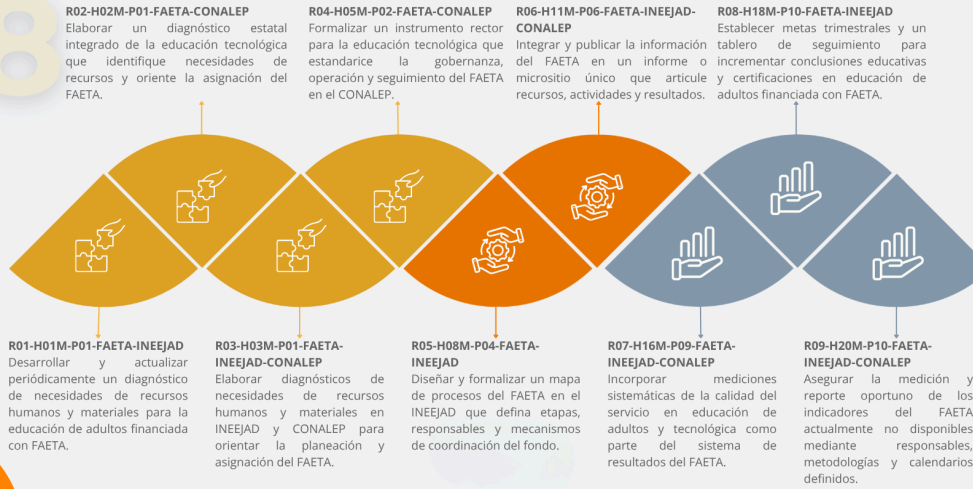 8
R02-H02M-P01-FAETA-CONALEP
Elaborar un diagnóstico estatal
integrado de la educación tecnológica
que identifique necesidades de
recursos y oriente la asignación del
FAETA.
R04-H05M-P02-FAETA-CONALEP
Formalizar un instrumento rector
para la educación tecnológica que
estandarice la gobernanza,
operación y seguimiento del FAETA
en el CONALEP.
R06-H11M-P06-FAETA-INEEJAD-
CONALEP
Integrar y publicar la información
del FAETA en un informe o
micrositio único que articule
recursos, actividades y resultados.
R08-H18M-P10-FAETA-INEEJAD
Establecer metas trimestrales y un
tablero de seguimiento para
incrementar conclusiones educativas
y certificaciones en educación de
adultos financiada con FAETA.
R01-H01M-P01-FAETA-INEEJAD
Desarrollar y actualizar
periódicamente un diagnóstico
de necesidades de recursos
humanos y materiales para la
educación de adultos financiada
con FAETA.
R03-H03M-P01-FAETA-
INEEJAD-CONALEP
Elaborar diagnósticos de
necesidades de recursos
humanos y materiales en
INEEJAD y CONALEP para
orientar la planeación y
asignación del FAETA.
R05-H08M-P04-FAETA-
INEEJAD
Diseñar y formalizar un mapa
de procesos del FAETA en el
INEEJAD que defina etapas,
responsables y mecanismos
de coordinación del fondo.
R07-H16M-P09-FAETA-
INEEJAD-CONALEP
Incorporar mediciones
sistemáticas de la calidad del
servicio en educación de
adultos y tecnológica como
parte del sistema de
resultados del FAETA.
R09-H20M-P10-FAETA-
INEEJAD-CONALEP
Asegurar la medición y
reporte oportuno de los
indicadores del FAETA
actualmente no disponibles
mediante responsables,
metodologías y calendarios
definidos.